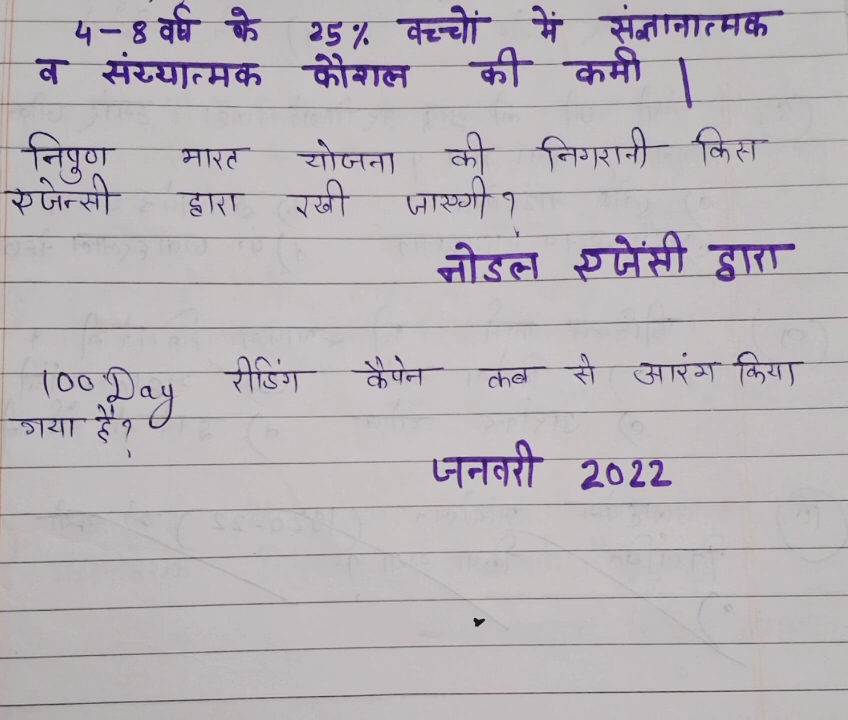 4-8 वर्ष के 25% बच्चों में संज्ञानात्मक
व संख्यात्मक कौशल की कमी |
निपुण भारत योजना की निगरानी किस
एजेन्सी द्वारा रखी जाएगी?
नोडल एजेंसी द्वारा
100 Day रीडिंग कैंपेन कब से आरंभ किया
गया है?
जनवरी 2022